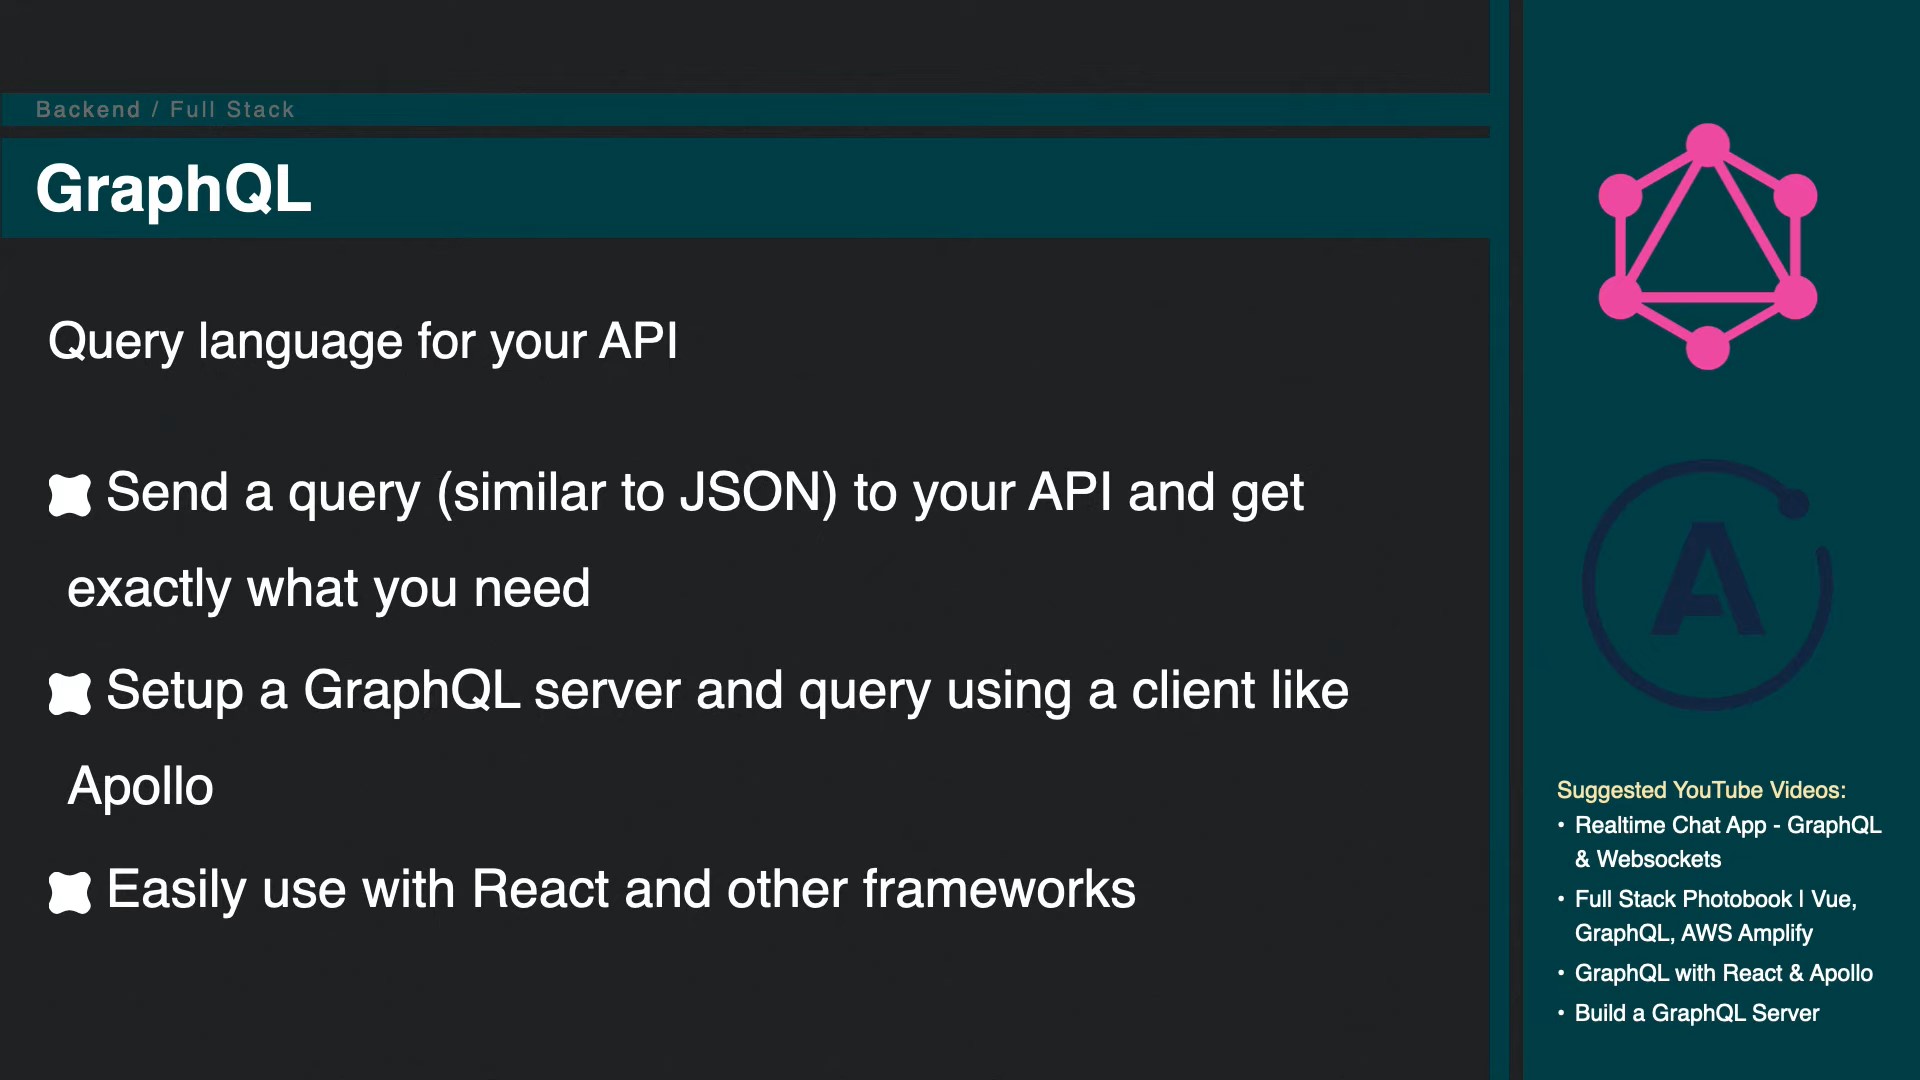 Backend / Full Stack
GraphQL
Query language for your API
Send a query (similar to JSON) to your API and get
exactly what you need
Setup a GraphQL server and query using a client like
Apollo
Easily use with React and other frameworks
A
Suggested YouTube Videos:
• Realtime Chat App - GraphQL
& Websockets
• Full Stack Photobook | Vue,
GraphQL, AWS Amplify
• GraphQL with React & Apollo
• Build a GraphQL Server